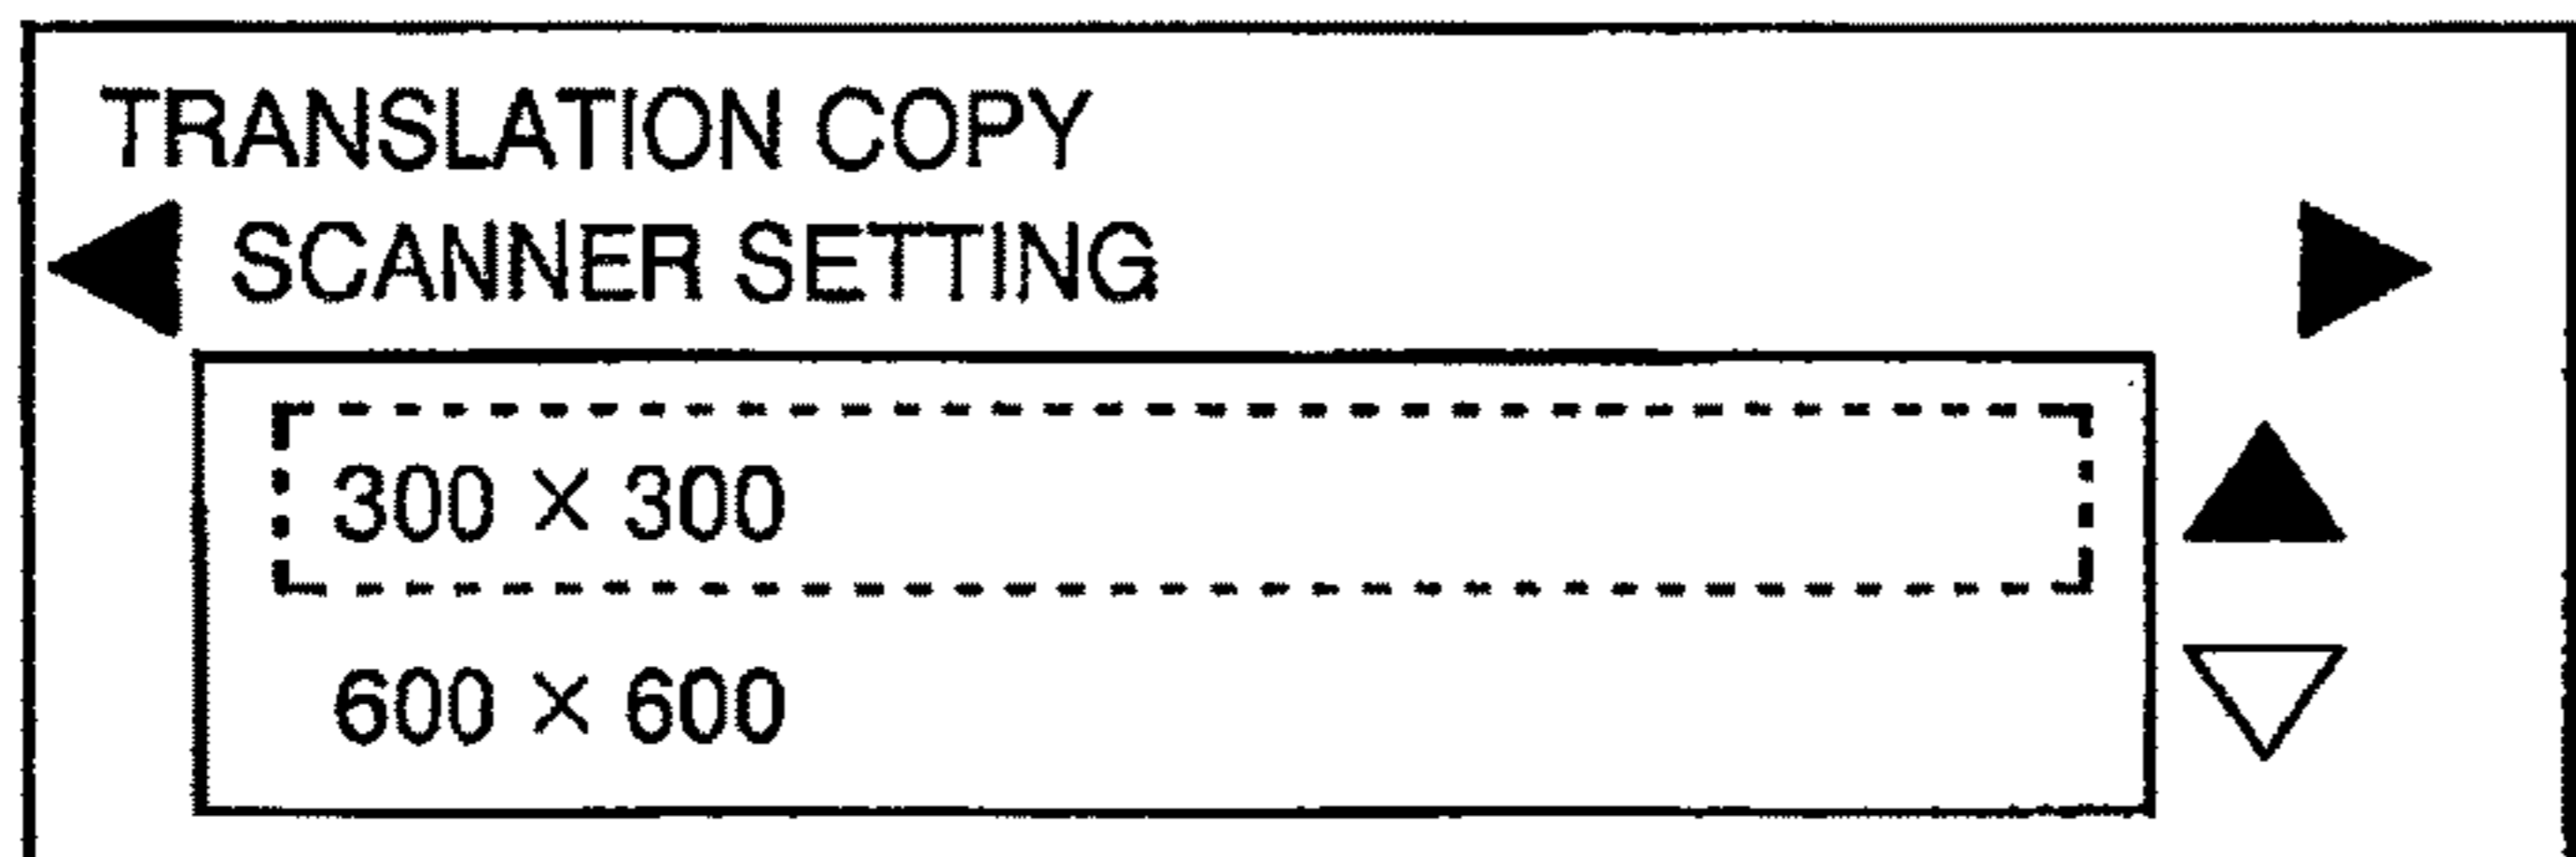 TRANSLATION COPY
SCANNER SETTING
300 × 300
600 × 600